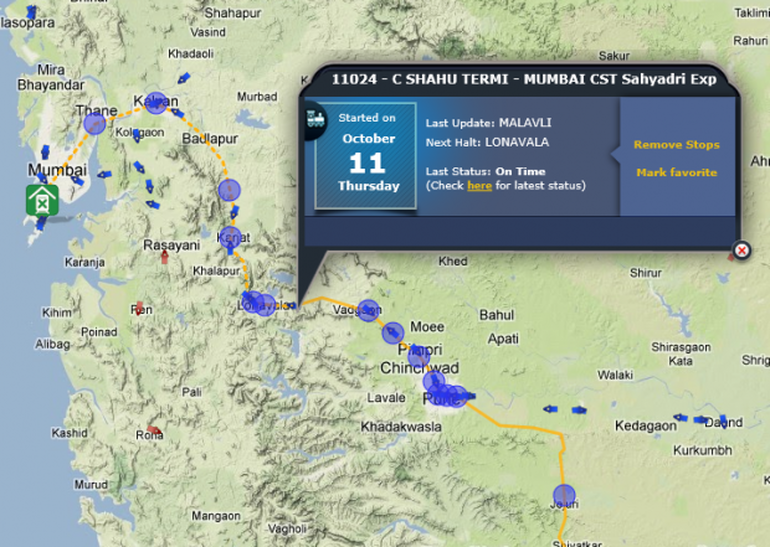 Shahapur
lasopara
Vasind
Taklimi
Khadaoli
Rahuri
Sakur
Mira
Bhayandar
Murbad
Thane
Kalyan
Badlapur
Mumbai
11024 - C SHAHU TERMI - MUMBAI CST Sahyadri Exp
Started on
October
11
Thursday
Last Update: MALAVLI
Next Halt: LONAVALA
Last Status: On Time
(Check here for latest status)
Remove Stops
Mark favorite
Rasayani
Karanja
Khalapur
Khed
Shirur
Kihim
Pen
Lonavala
Vadgaon
Poinad
Alibag
Moee
Bahul
Apati
Pimpri
Chinchwad
Shirasgaon
Kata
Shrig
Walaki
Pali
Lavale
Pune
Khadakwasla
Kedagaon
Daund
Kurkumbh
Kashid
Roha
Murud
Jejuri
Mangaon
Vagholi
Shivatkar